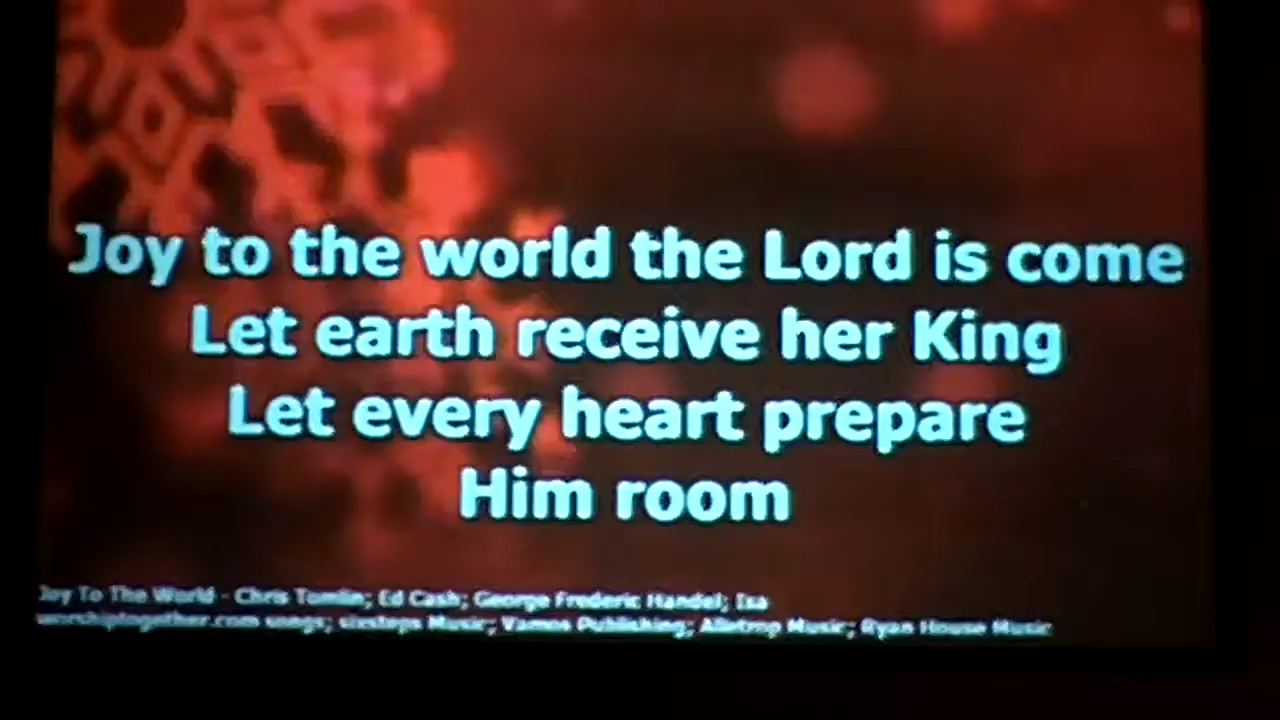 Joy to the world the Lord is come
Let earth receive her King
Let every heart prepare
Him room
Joy To The World - Chris Tomlin; Ed Cash; George Frederic Handel; Isa
worshiptogether.com songs; sixsteps Music; Vamos Publishing; Alletrop Music; Ryan House Music